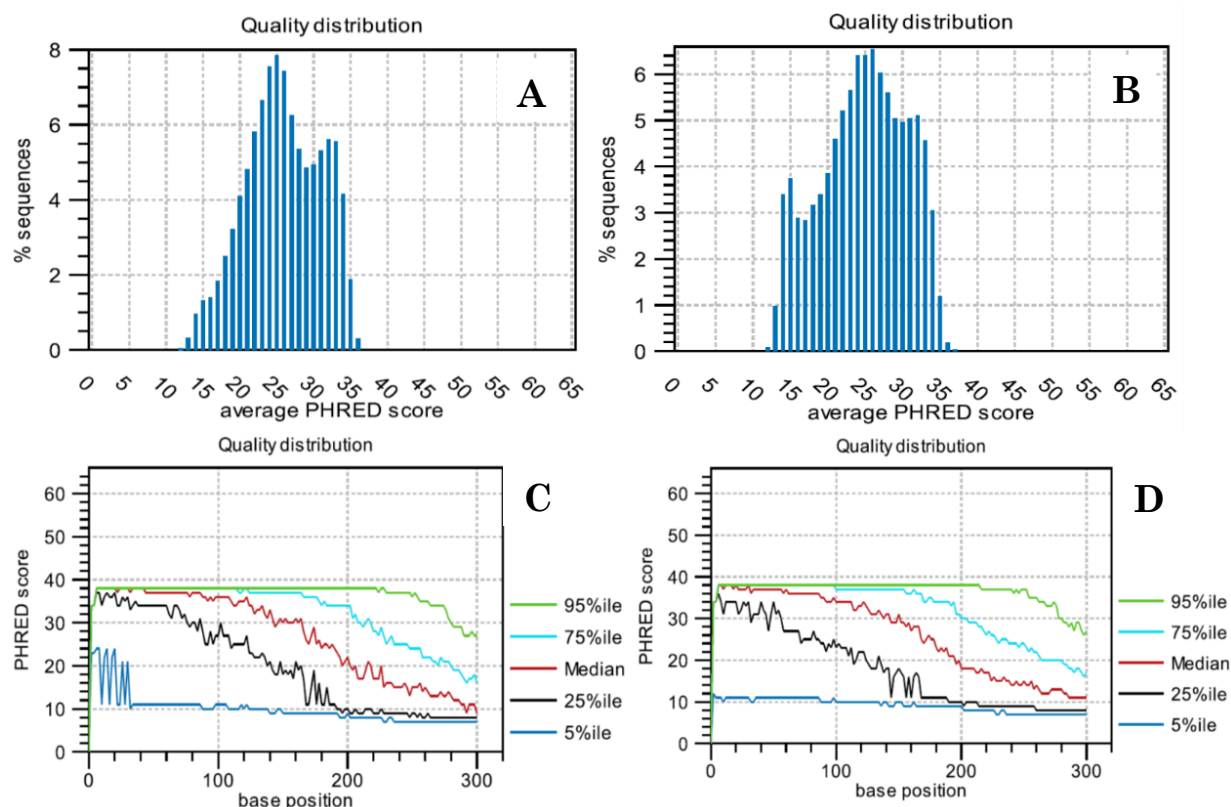 Quality distribution
A
8
6
4
2
0
% sequences
0 5 10 15 20 25 30 35 40 45 50 55 60 65
average PHRED score
Quality distribution
B
6
5
4
3
2
1
0
% sequences
0 5 10 15 20 25 30 35 40 45 50 55 60 65
average PHRED score
Quality distribution
C
60
50
40
30
20
10
0
PHRED score
0 100 200 300
base position
95%ile
75%ile
Median
25%ile
5%ile
Quality distribution
D
60
50
40
30
20
10
0
PHRED score
0 100 200 300
base position
95%ile
75%ile
Median
25%ile
5%ile